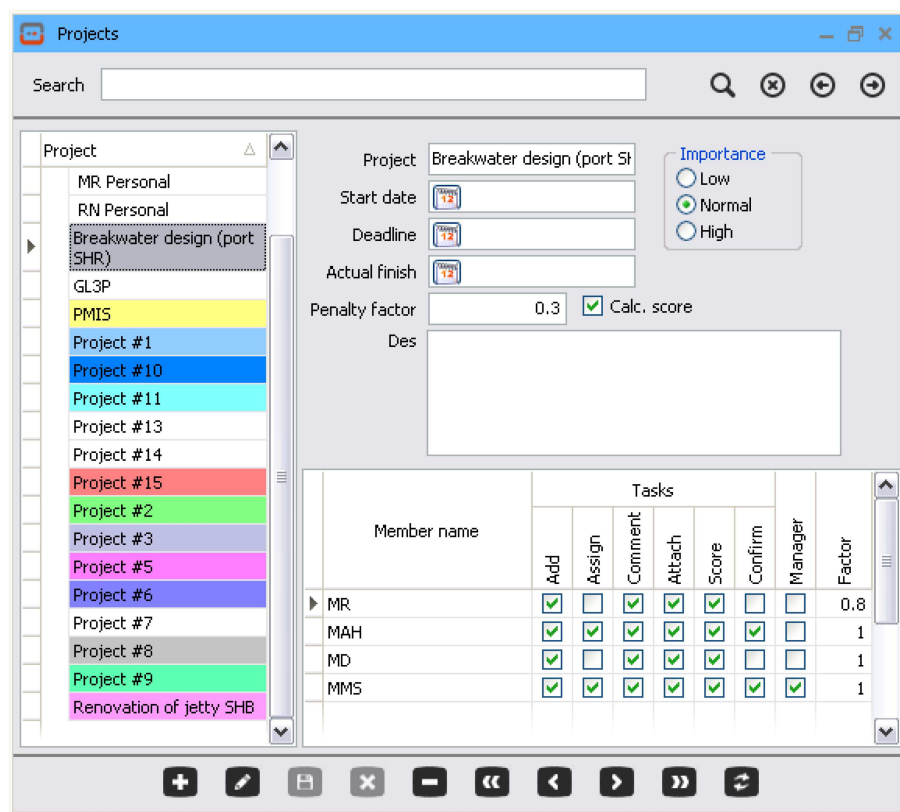 Projects
Search
Project
MR Personal
RN Personal
Breakwater design (port
SHR)
GL3P
PMIS
Project #1
Project #10
Project #11
Project #13
Project #14
Project #15
Project #2
Project #3
Project #5
Project #6
Project #7
Project #8
Project #9
Renovation of jetty SHB
Project Breakwater design (port SH
Start date 12
Deadline 12
Actual finish 12
Penalty factor 0.3 Calc. score
Des
Importance
Low
Normal
High
Tasks
Member name Add Assign Comment Attach Score Confirm Manager Factor
MR 0.8
MAH 1
MD 1
MMS 1